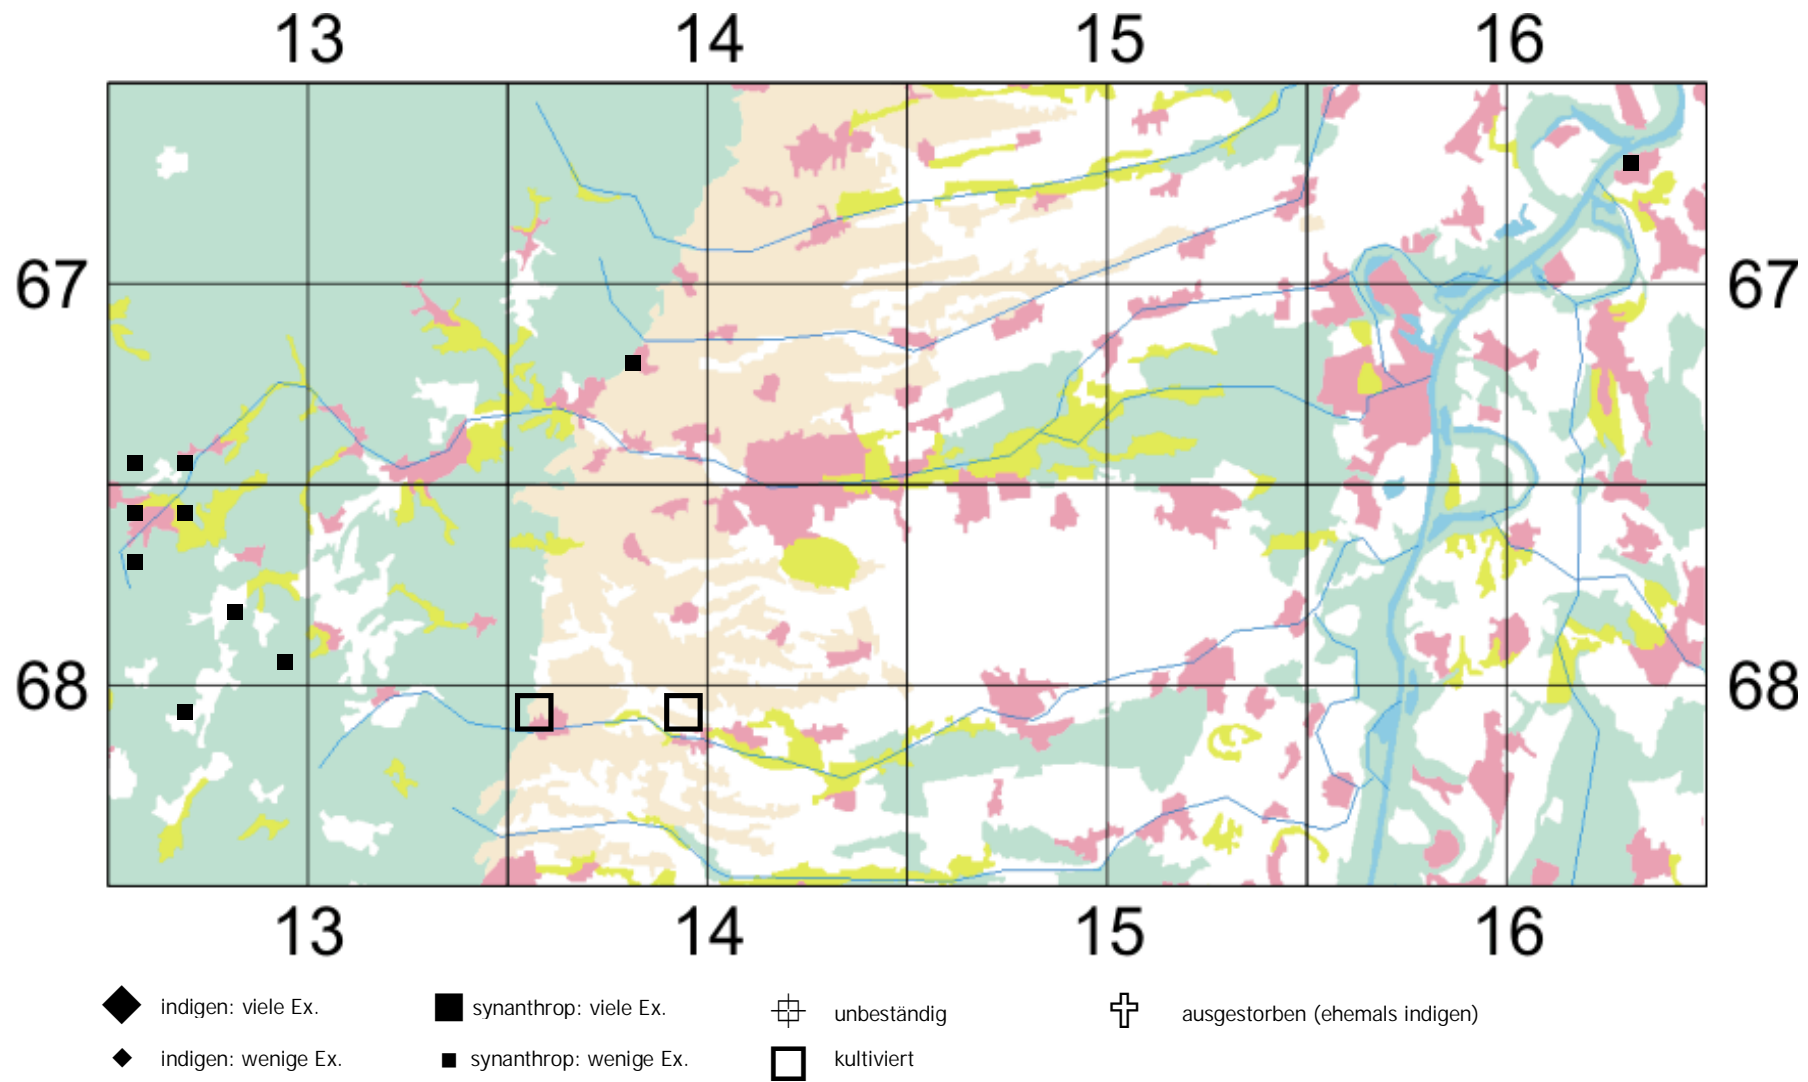 13 14 15 16
67 67
68 68
13 14 15 16
indigen: viele Ex. synanthrop: viele Ex. unbeständig ausgestorben (ehemals indigen)
indigen: wenige Ex. synanthrop: wenige Ex. kultiviert